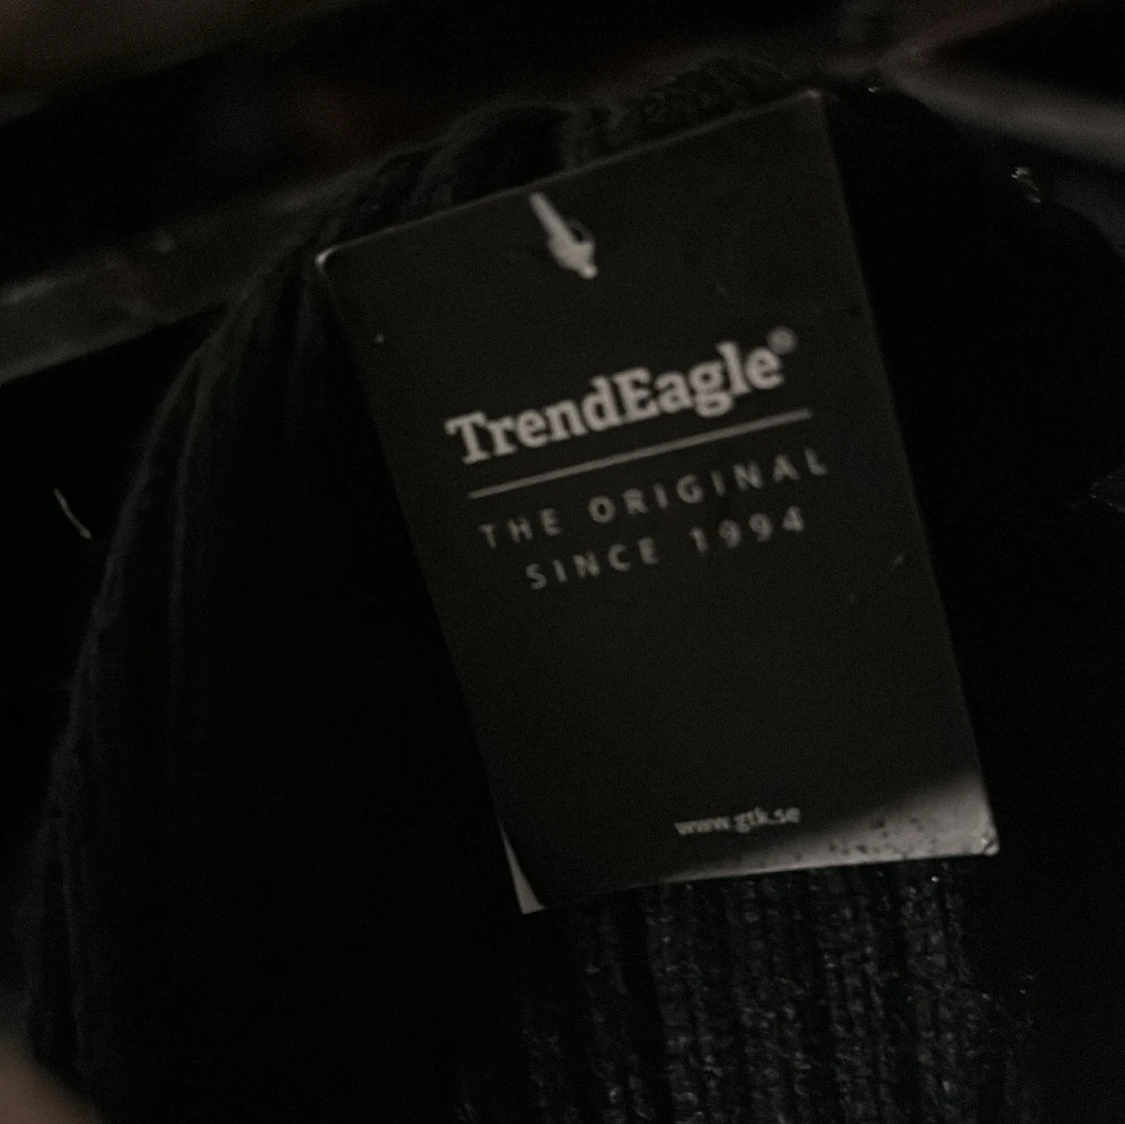 TrendEagle®
THE ORIGINAL
SINCE 1994
www.gtk.se